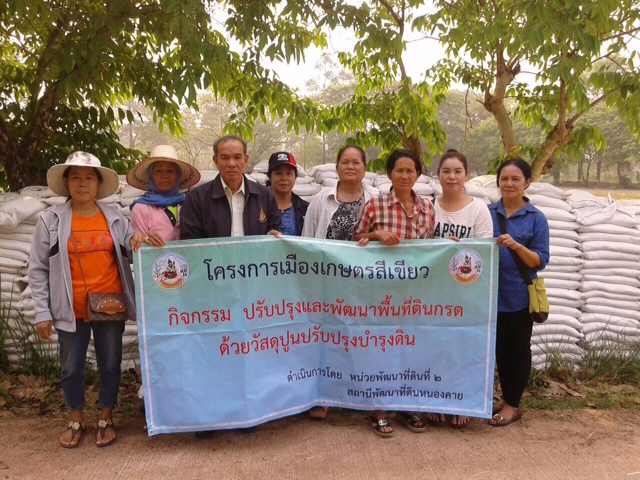 โครงการเมืองเกษตรสีเขียว
กิจกรรม ปรับปรุงและพัฒนาพื้นที่ดินกรด
ด้วยวัสดุปูนปรับปรุงบำรุงดิน
ดำเนินการโดย หน่วยพัฒนาที่ดินที่ ๒
สถานีพัฒนาที่ดินหนองคาย
APSIRI